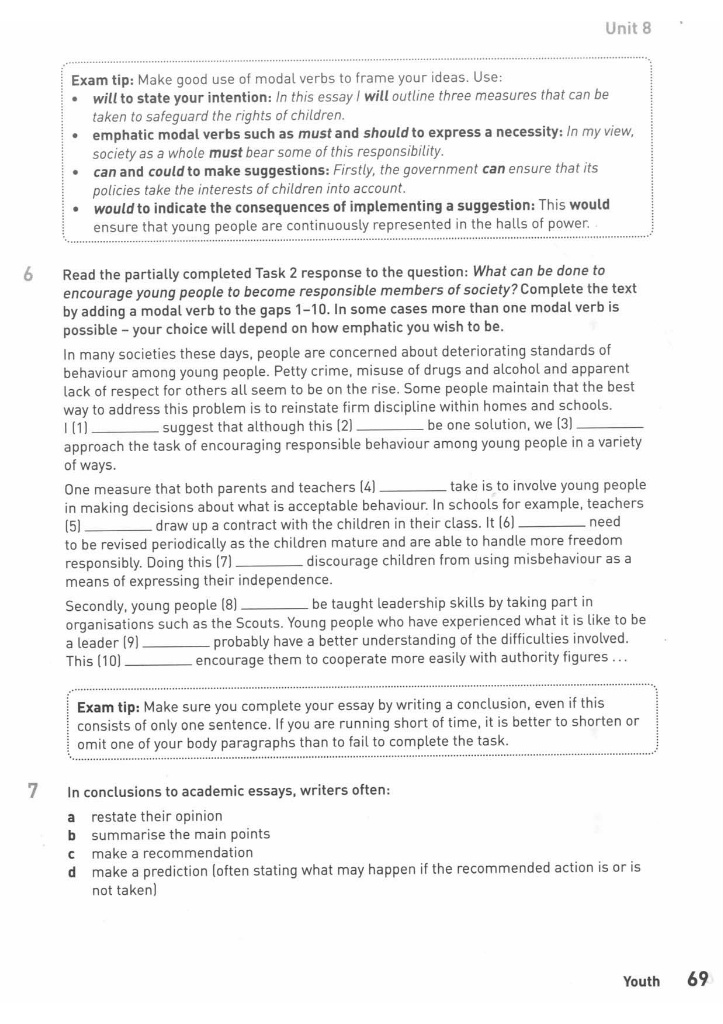 Unit 8
Exam tip: Make good use of modal verbs to frame your ideas. Use:
• will to state your intention: In this essay I will outline three measures that can be
taken to safeguard the rights of children.
• emphatic modal verbs such as must and should to express a necessity: In my view,
society as a whole must bear some of this responsibility.
• can and could to make suggestions: Firstly, the government can ensure that its
policies take the interests of children into account.
• would to indicate the consequences of implementing a suggestion: This would
ensure that young people are continuously represented in the halls of power.
6 Read the partially completed Task 2 response to the question: What can be done to
encourage young people to become responsible members of society? Complete the text
by adding a modal verb to the gaps 1–10. In some cases more than one modal verb is
possible – your choice will depend on how emphatic you wish to be.
In many societies these days, people are concerned about deteriorating standards of
behaviour among young people. Petty crime, misuse of drugs and alcohol and apparent
lack of respect for others all seem to be on the rise. Some people maintain that the best
way to address this problem is to reinstate firm discipline within homes and schools.
I (1) ________ suggest that although this (2) ________ be one solution, we (3) ________
approach the task of encouraging responsible behaviour among young people in a variety
of ways.
One measure that both parents and teachers (4) ________ take is to involve young people
in making decisions about what is acceptable behaviour. In schools for example, teachers
(5) ________ draw up a contract with the children in their class. It (6) ________ need
to be revised periodically as the children mature and are able to handle more freedom
responsibly. Doing this (7) ________ discourage children from using misbehaviour as a
means of expressing their independence.
Secondly, young people (8) ________ be taught leadership skills by taking part in
organisations such as the Scouts. Young people who have experienced what it is like to be
a leader (9) ________ probably have a better understanding of the difficulties involved.
This (10) ________ encourage them to cooperate more easily with authority figures ...
Exam tip: Make sure you complete your essay by writing a conclusion, even if this
consists of only one sentence. If you are running short of time, it is better to shorten or
omit one of your body paragraphs than to fail to complete the task.
7 In conclusions to academic essays, writers often:
a restate their opinion
b summarise the main points
c make a recommendation
d make a prediction (often stating what may happen if the recommended action is or is
not taken)
Youth 69